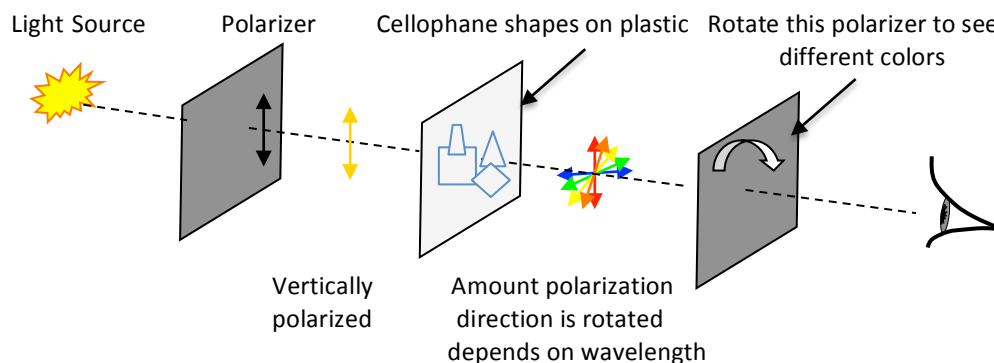 Light Source
Polarizer
Cellophane shapes on plastic
Rotate this polarizer to see
different colors
Vertically
polarized
Amount polarization
direction is rotated
depends on wavelength